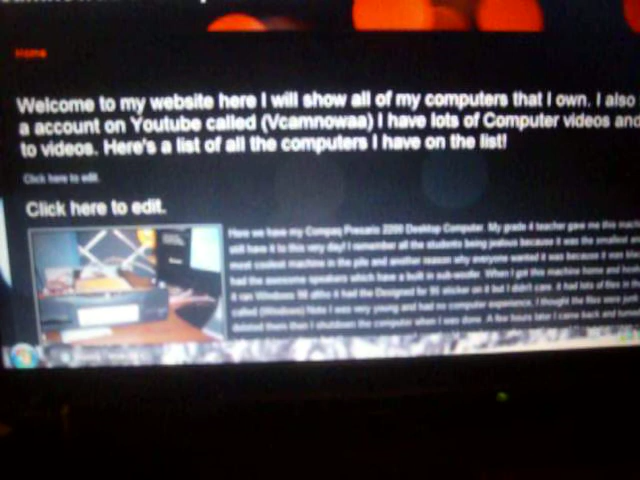 Home
Welcome to my website here I will show all of my computers that I own. I also
a account on Youtube called (Vcamnowaa) I have lots of Computer videos and
to videos. Here's a list of all the computers I have on the list!
Click here to edit.
Click here to edit.
Here we have my Compaq Presario 2200 Desktop Computer. My grade 4 teacher gave me this
still have it to this very day! I remember all the students being jealous because it was the smallest
most coolest machine in the pile and another reason why everyone wanted it was because it was
had the awesome speakers which have a built in sub-woofer. When I got this machine home and
it ran Windows 98 altho it had the Designed for 95 sticker on it but I didn't care. it had lots of files in
called (Windows) Note I was very young and had no computer experience. I thought the files were
deleted them then I shutdown the computer when I was done. A few hours later I came back and